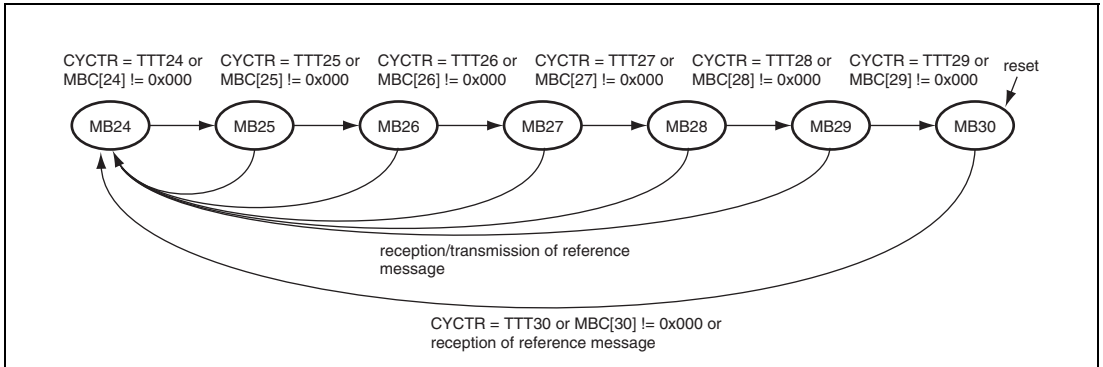 CYCTR = TTT24 or
MBC[24] != 0x000
CYCTR = TTT25 or
MBC[25] != 0x000
CYCTR = TTT26 or
MBC[26] != 0x000
CYCTR = TTT27 or
MBC[27] != 0x000
CYCTR = TTT28 or
MBC[28] != 0x000
CYCTR = TTT29 or
MBC[29] != 0x000
reset
MB24
MB25
MB26
MB27
MB28
MB29
MB30
reception/transmission of reference
message
CYCTR = TTT30 or MBC[30] != 0x000 or
reception of reference message